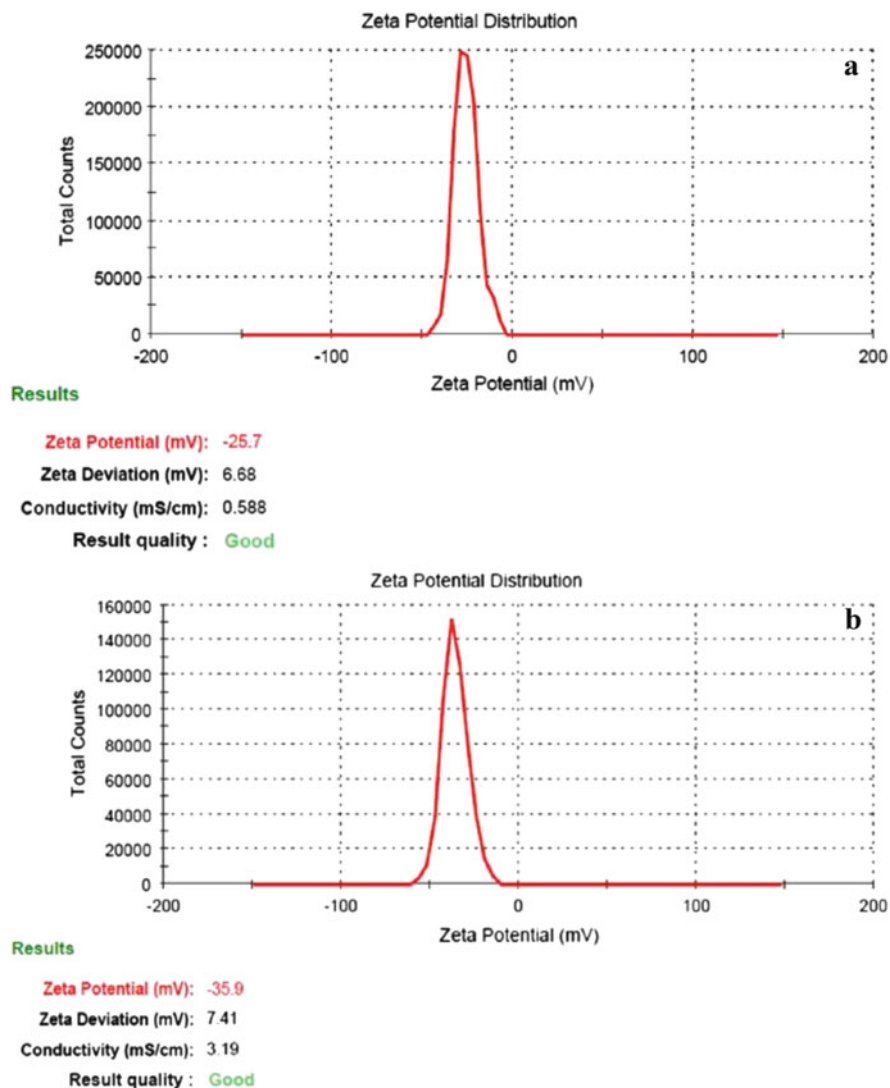 Zeta Potential Distribution
a
250000
200000
150000
100000
50000
0
Total Counts
-200 -100 0 100 200
Zeta Potential (mV)
Results
Zeta Potential (mV): -25.7
Zeta Deviation (mV): 6.68
Conductivity (mS/cm): 0.588
Result quality : Good
Zeta Potential Distribution
b
160000
140000
120000
100000
80000
60000
40000
20000
0
Total Counts
-200 -100 0 100 200
Zeta Potential (mV)
Results
Zeta Potential (mV): -35.9
Zeta Deviation (mV): 7.41
Conductivity (mS/cm): 3.19
Result quality : Good